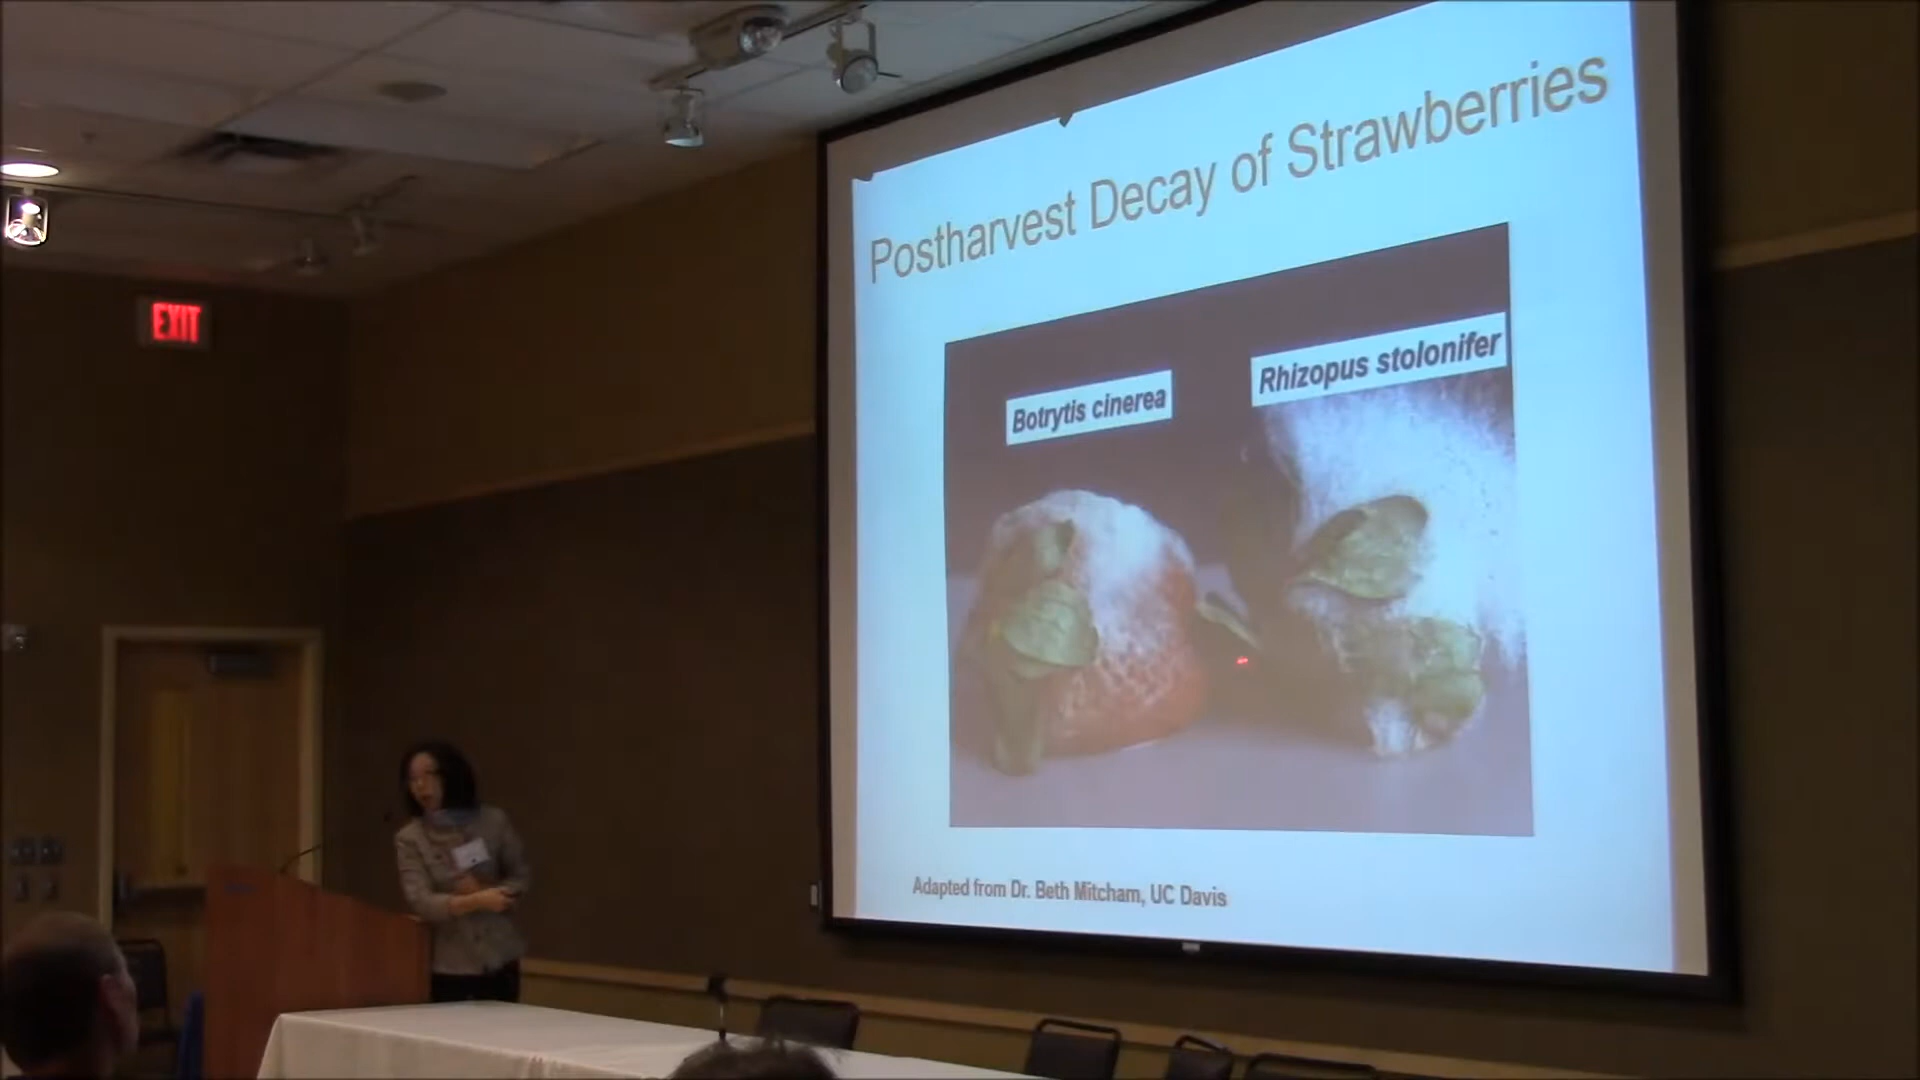 EXIT
Postharvest Decay of Strawberries
Botrytis cinerea
Rhizopus stolonifer
Adapted from Dr. Beth Mitcham, UC Davis